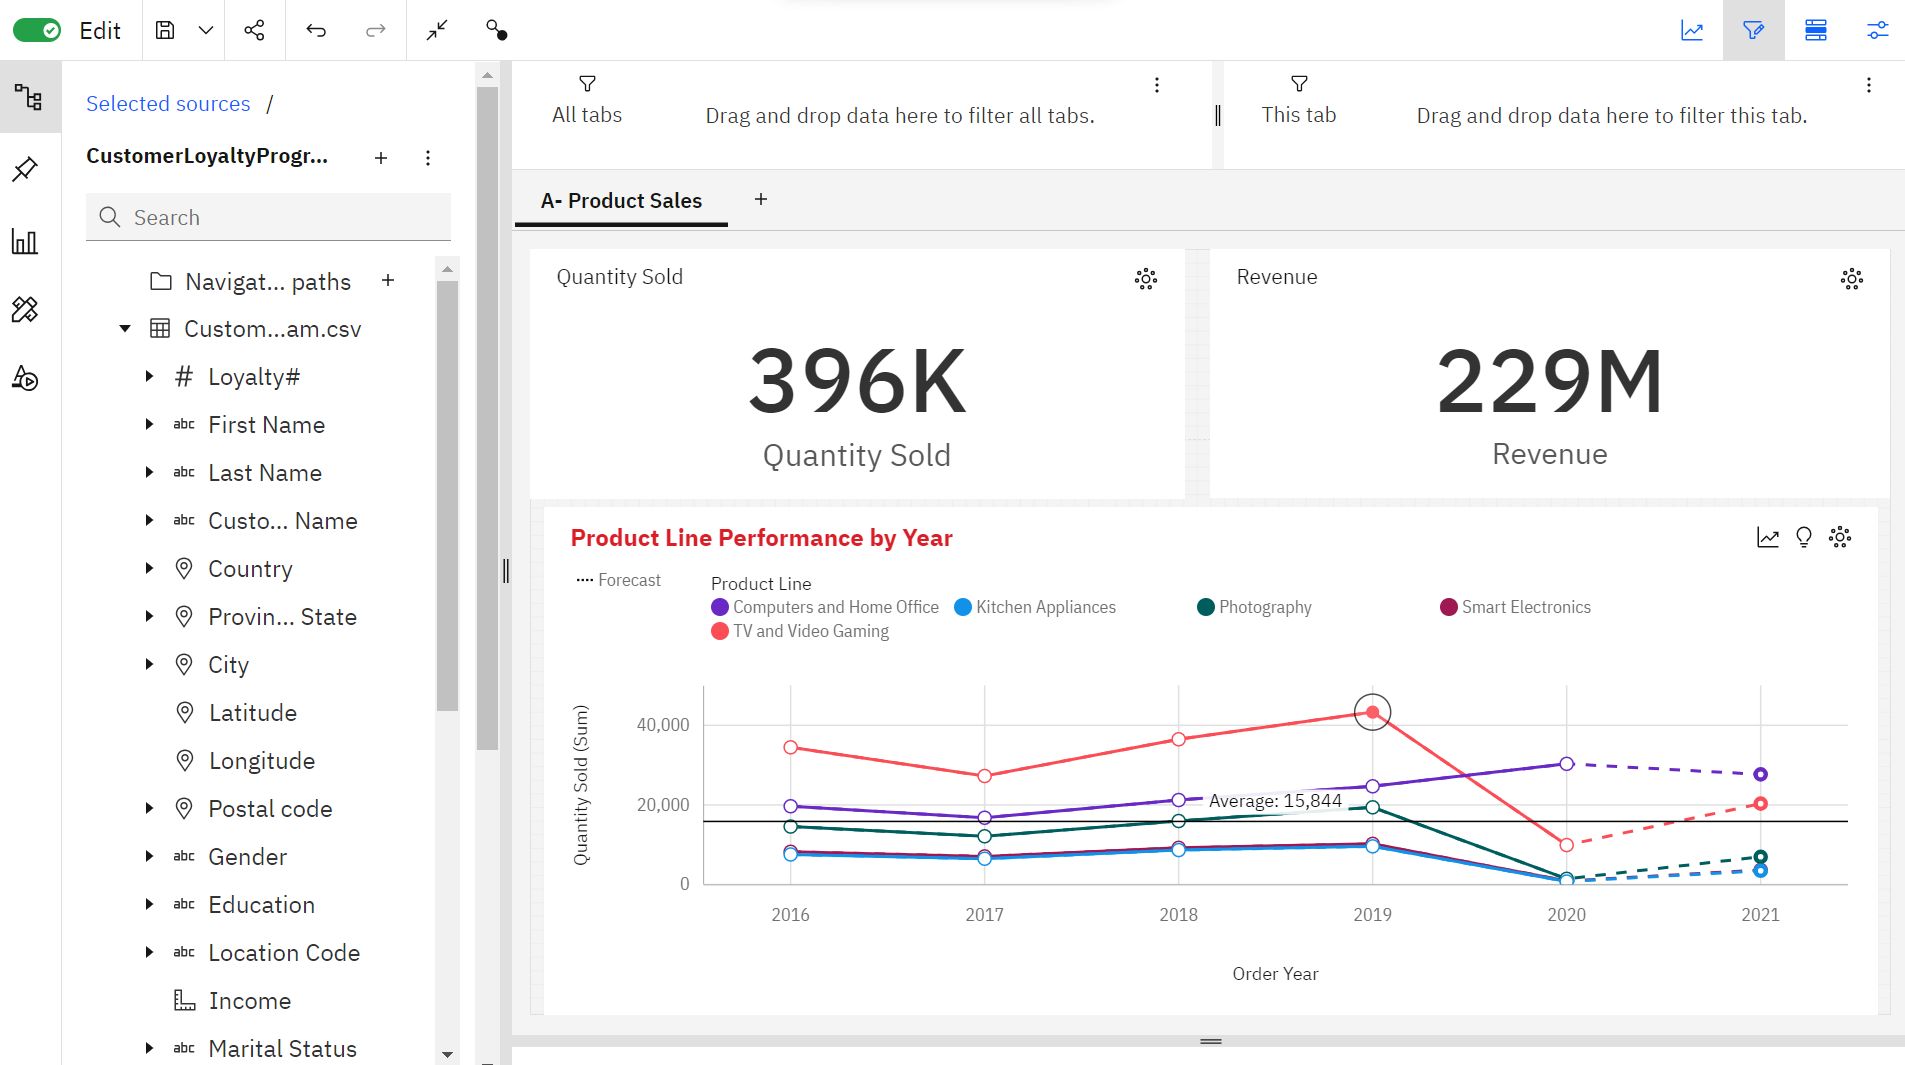 Edit
Selected sources /
CustomerLoyaltyProgr...
Search
Navigat... paths
Custom...am.csv
# Loyalty#
abc First Name
abc Last Name
abc Custo... Name
Country
Provin... State
City
Latitude
Longitude
Postal code
abc Gender
abc Education
abc Location Code
Income
abc Marital Status
All tabs
Drag and drop data here to filter all tabs.
This tab
Drag and drop data here to filter this tab.
A- Product Sales
Quantity Sold
396K
Quantity Sold
Revenue
229M
Revenue
Product Line Performance by Year
Forecast
Product Line
Computers and Home Office
Kitchen Appliances
Photography
Smart Electronics
TV and Video Gaming
Quantity Sold (Sum)
40,000
20,000
0
Average: 15,844
2016
2017
2018
2019
2020
2021
Order Year